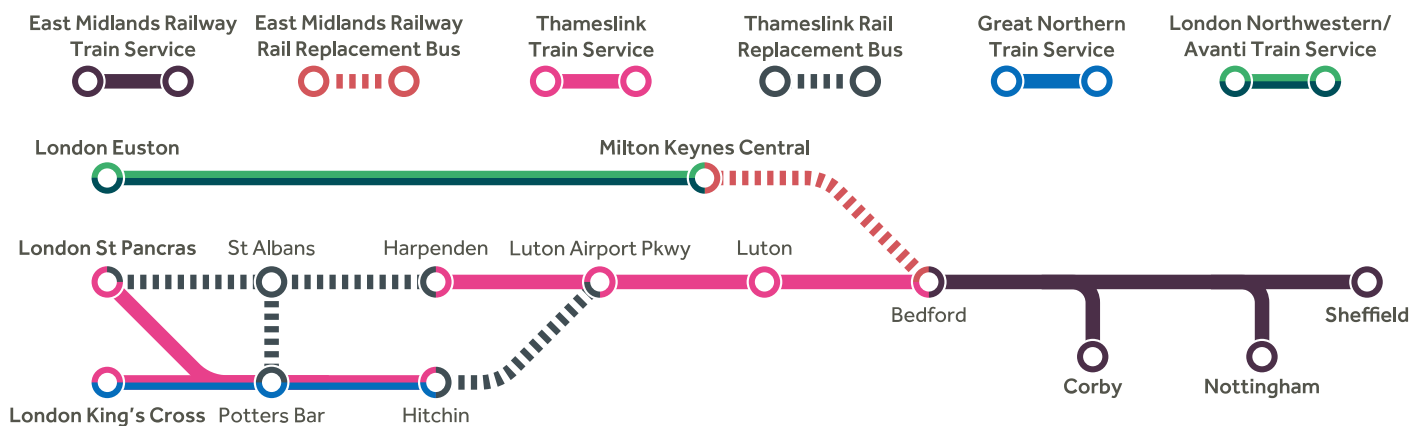 East Midlands Railway
Train Service
East Midlands Railway
Rail Replacement Bus
Thameslink
Train Service
Thameslink Rail
Replacement Bus
Great Northern
Train Service
London Northwestern/
Avanti Train Service
London Euston
Milton Keynes Central
London St Pancras
St Albans
Harpenden
Luton Airport Pkwy
Luton
Bedford
Sheffield
Corby
Nottingham
London King's Cross
Potters Bar
Hitchin